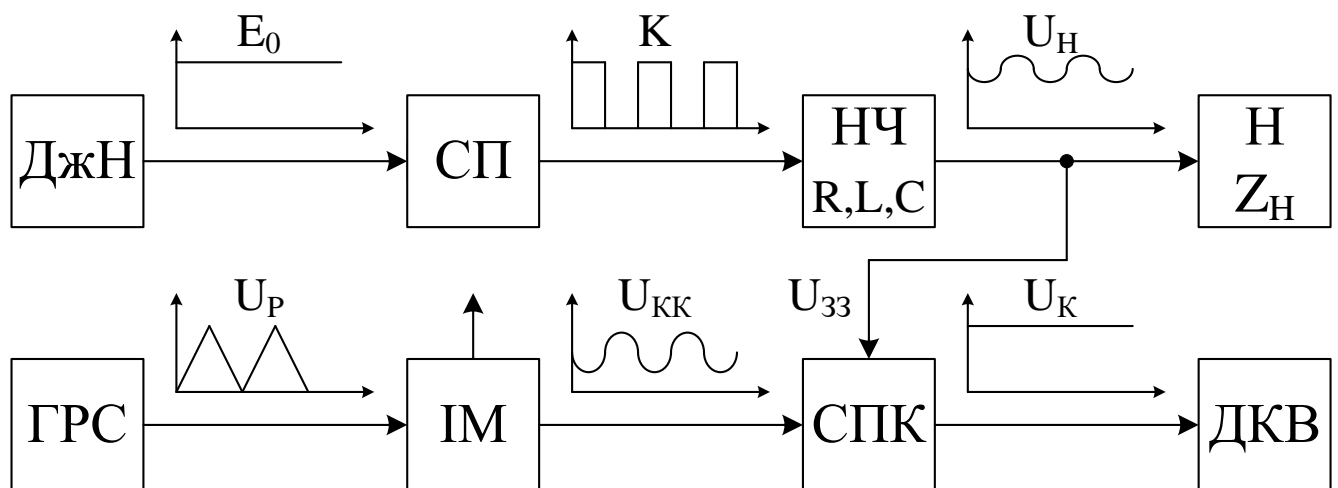 E₀
K
Uн
ДжН
СП
НЧ
R,L,C
Н
Zн
Uр
Uкк
Uзз
Uк
ГРС
ІМ
СПК
ДКВ